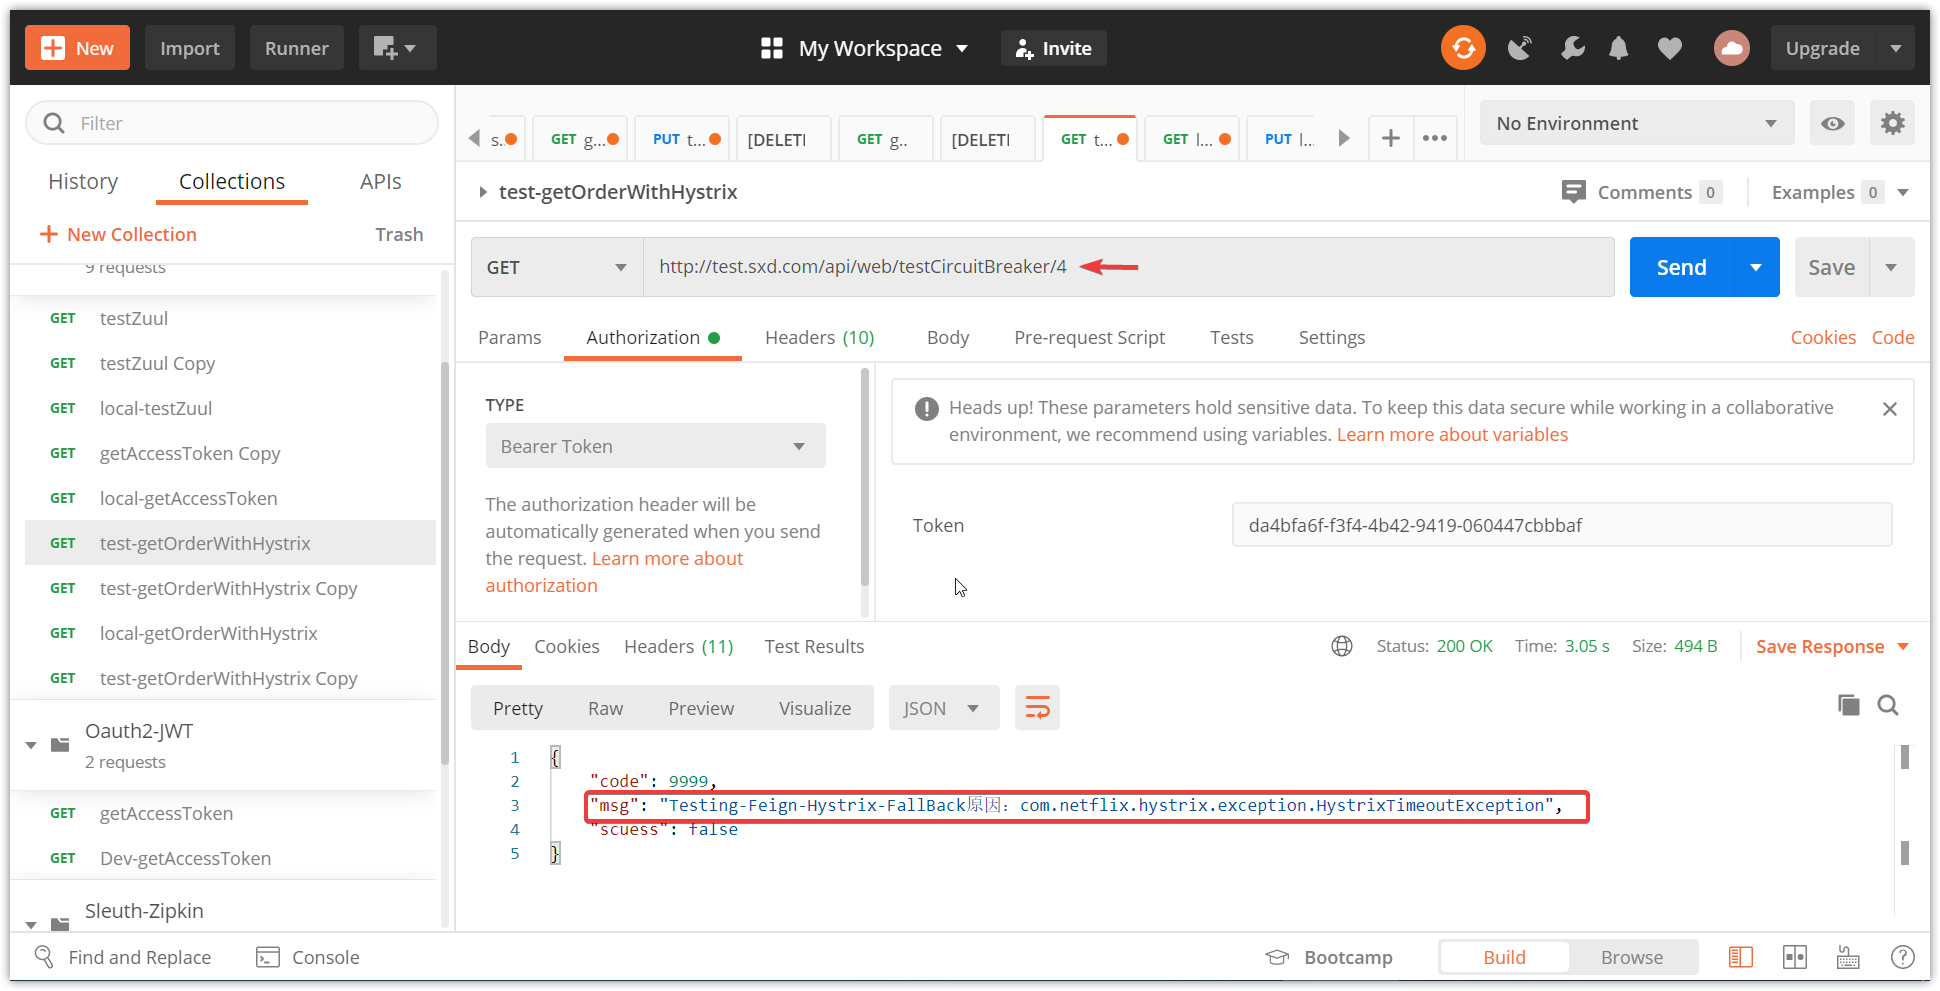 New
Import
Runner
My Workspace
Invite
Upgrade
Filter
History
Collections
APIs
New Collection
Trash
9 requests
GET testZuul
GET testZuul Copy
GET local-testZuul
GET getAccessToken Copy
GET local-getAccessToken
GET test-getOrderWithHystrix
GET test-getOrderWithHystrix Copy
GET local-getOrderWithHystrix
GET test-getOrderWithHystrix Copy
Oauth2-JWT
2 requests
GET getAccessToken
GET Dev-getAccessToken
Sleuth-Zipkin
s..
GET g...
PUT t...
[DELETI
GET g..
[DELETI
GET t...
GET l...
PUT l...
No Environment
test-getOrderWithHystrix
Comments 0
Examples 0
GET
http://test.sxd.com/api/web/testCircuitBreaker/4
Send
Save
Params
Authorization
Headers (10)
Body
Pre-request Script
Tests
Settings
Cookies
Code
TYPE
Bearer Token
The authorization header will be
automatically generated when you send
the request. Learn more about
authorization
Heads up! These parameters hold sensitive data. To keep this data secure while working in a collaborative
environment, we recommend using variables. Learn more about variables
Token
da4bfa6f-f3f4-4b42-9419-060447cbbbaf
Body
Cookies
Headers (11)
Test Results
Status: 200 OK
Time: 3.05 s
Size: 494 B
Save Response
Pretty
Raw
Preview
Visualize
JSON
1 {
2 "code": 9999,
3 "msg": "Testing-Feign-Hystrix-FallBack原因：com.netflix.hystrix.exception.HystrixTimeoutException",
4 "scuess": false
5 }
Find and Replace
Console
Bootcamp
Build
Browse